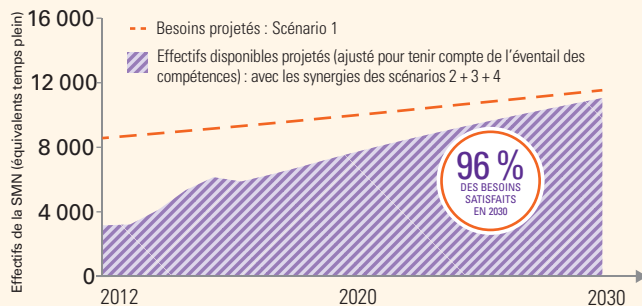 Effectifs de la SMN (équivalents temps plein)
16 000
12 000
8 000
4 000
0
Besoins projetés : Scénario 1
Effectifs disponibles projetés (ajusté pour tenir compte de l'éventail des
compétences) : avec les synergies des scénarios 2 + 3 + 4
96 %
DES BESOINS
SATISFAITS
EN 2030
2012
2020
2030